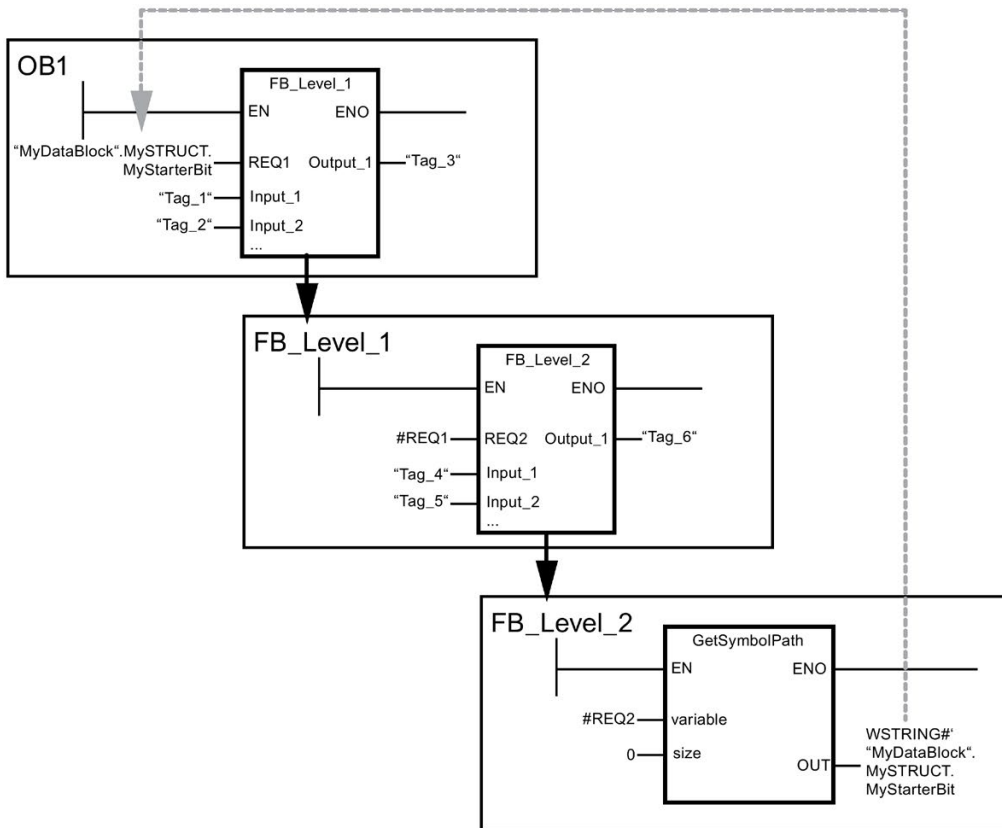 OB1
FB_Level_1
EN
ENO
“MyDataBlock“.MySTRUCT.
MyStarterBit
REQ1
Output_1
“Tag_3“
“Tag_1“
Input_1
“Tag_2“
Input_2
...
FB_Level_1
FB_Level_2
EN
ENO
#REQ1
REQ2
Output_1
“Tag_6“
“Tag_4“
Input_1
“Tag_5“
Input_2
...
FB_Level_2
GetSymbolPath
EN
ENO
#REQ2
variable
0
size
OUT
WSTRING#‘
“MyDataBlock“.
MySTRUCT.
MyStarterBit